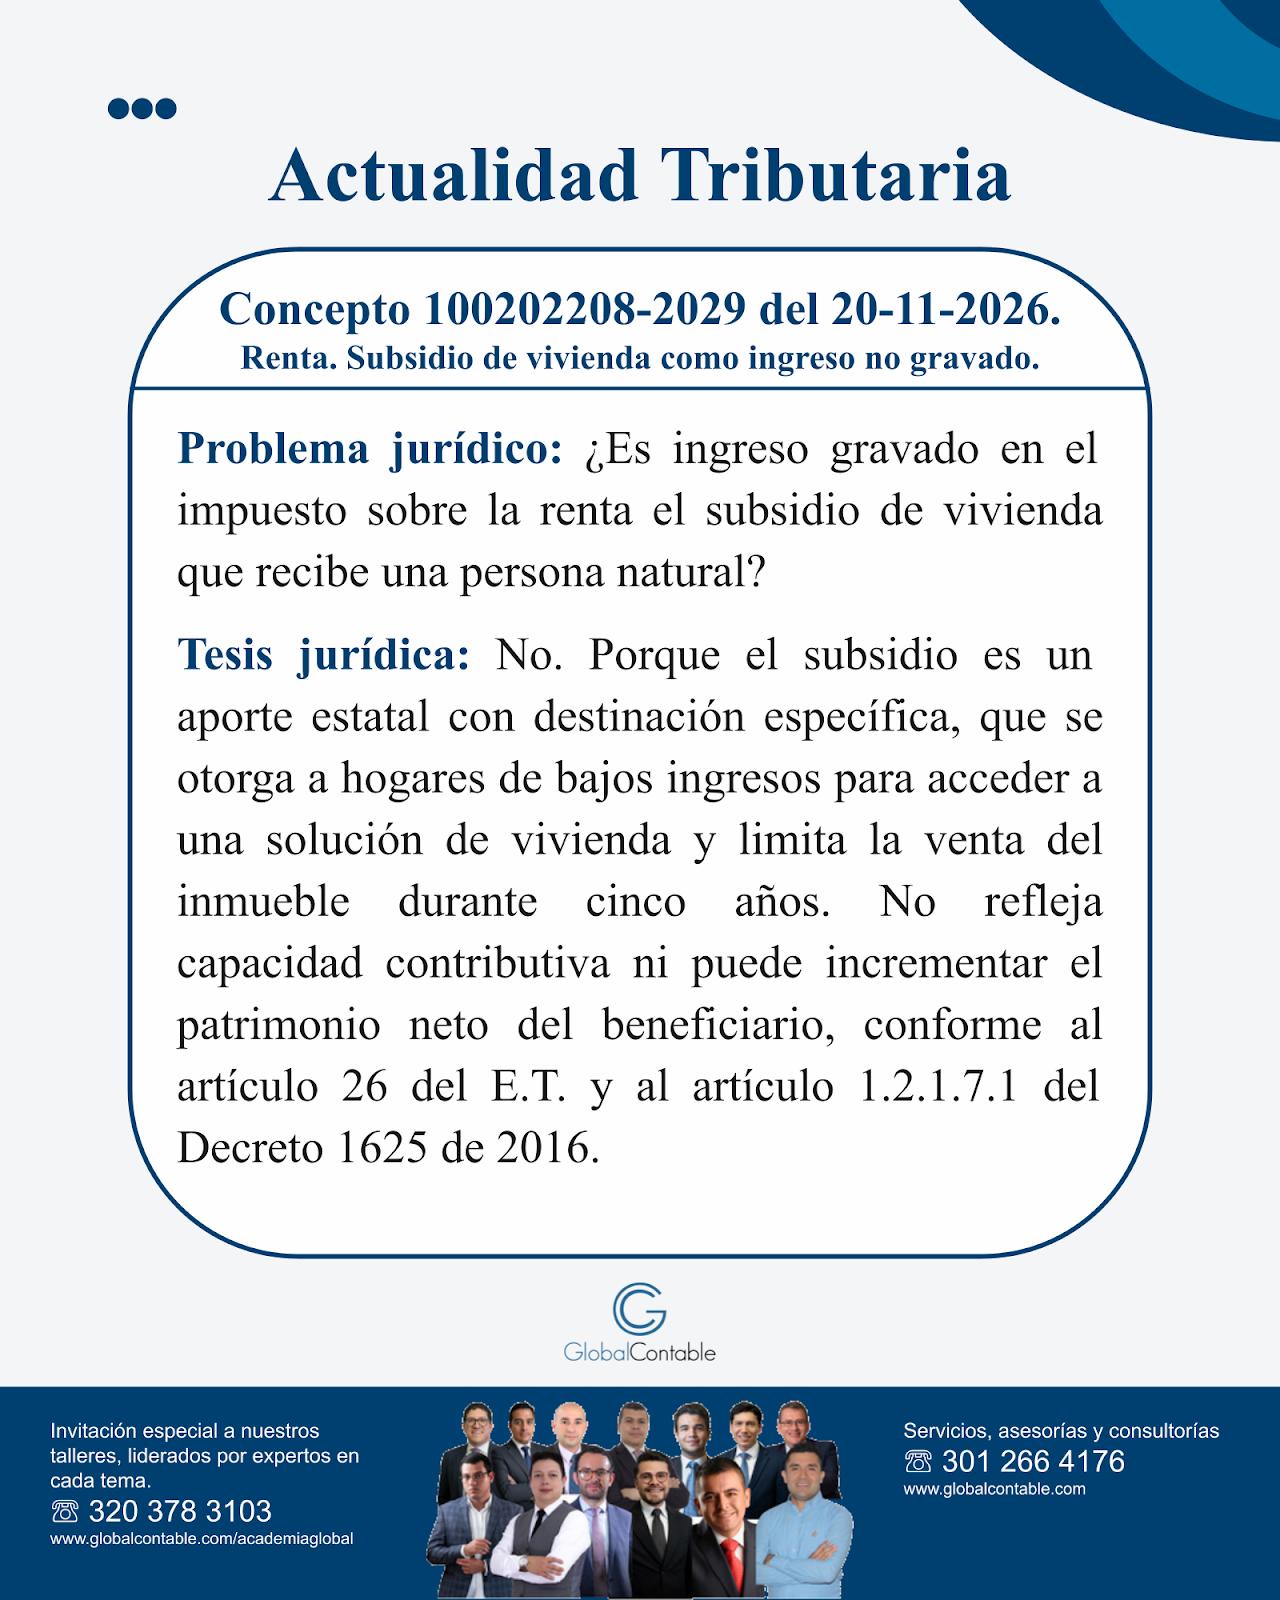 Actualidad Tributaria
Concepto 100202208-2029 del 20-11-2026.
Renta. Subsidio de vivienda como ingreso no gravado.
Problema jurídico: ¿Es ingreso gravado en el
impuesto sobre la renta el subsidio de vivienda
que recibe una persona natural?
Tesis jurídica: No. Porque el subsidio es un
aporte estatal con destinación específica, que se
otorga a hogares de bajos ingresos para acceder a
una solución de vivienda y limita la venta del
inmueble durante cinco años. No refleja
capacidad contributiva ni puede incrementar el
patrimonio neto del beneficiario, conforme al
artículo 26 del E.T. y al artículo 1.2.1.7.1 del
Decreto 1625 de 2016.
GlobalContable
Invitación especial a nuestros
talleres, liderados por expertos en
cada tema.
☏ 320 378 3103
www.globalcontable.com/academiaglobal
Servicios, asesorías y consultorías
☏ 301 266 4176
www.globalcontable.com